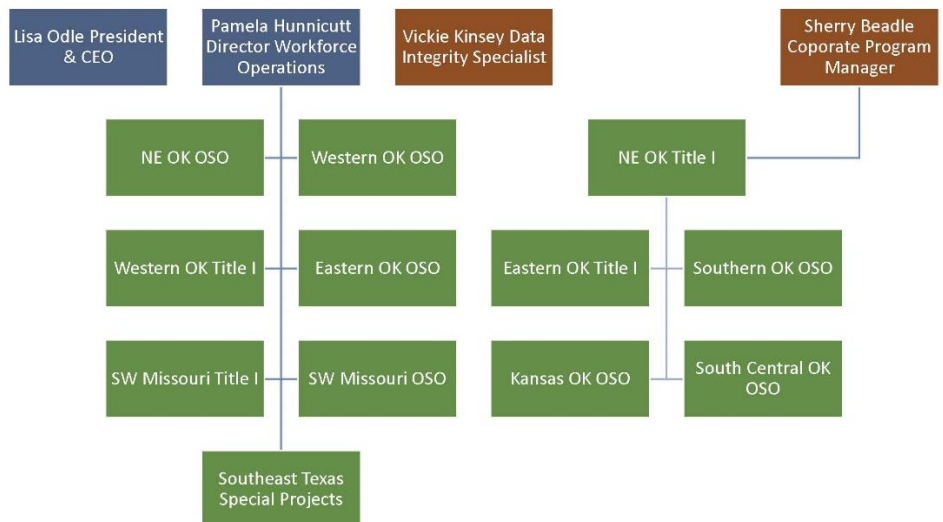 Lisa Odle President
& CEO
Pamela Hunnicutt
Director Workforce
Operations
Vickie Kinsey Data
Integrity Specialist
Sherry Beadle
Coporate Program
Manager
NE OK OSO
Western OK OSO
NE OK Title I
Western OK Title I
Eastern OK OSO
Eastern OK Title I
Southern OK OSO
SW Missouri Title I
SW Missouri OSO
Kansas OK OSO
South Central OK
OSO
Southeast Texas
Special Projects